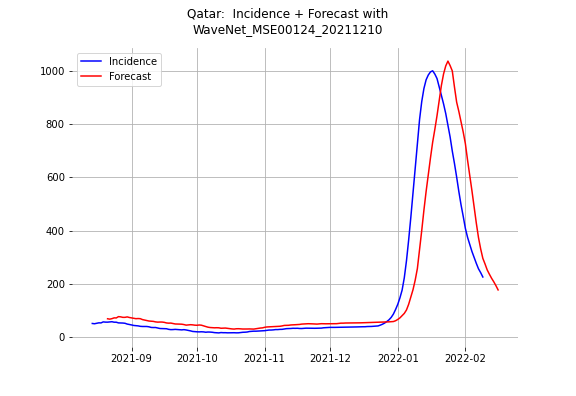 Qatar:  Incidence + Forecast with
WaveNet_MSE00124_20211210
Incidence
Forecast
1000
800
600
400
200
0
2021-09 2021-10 2021-11 2021-12 2022-01 2022-02